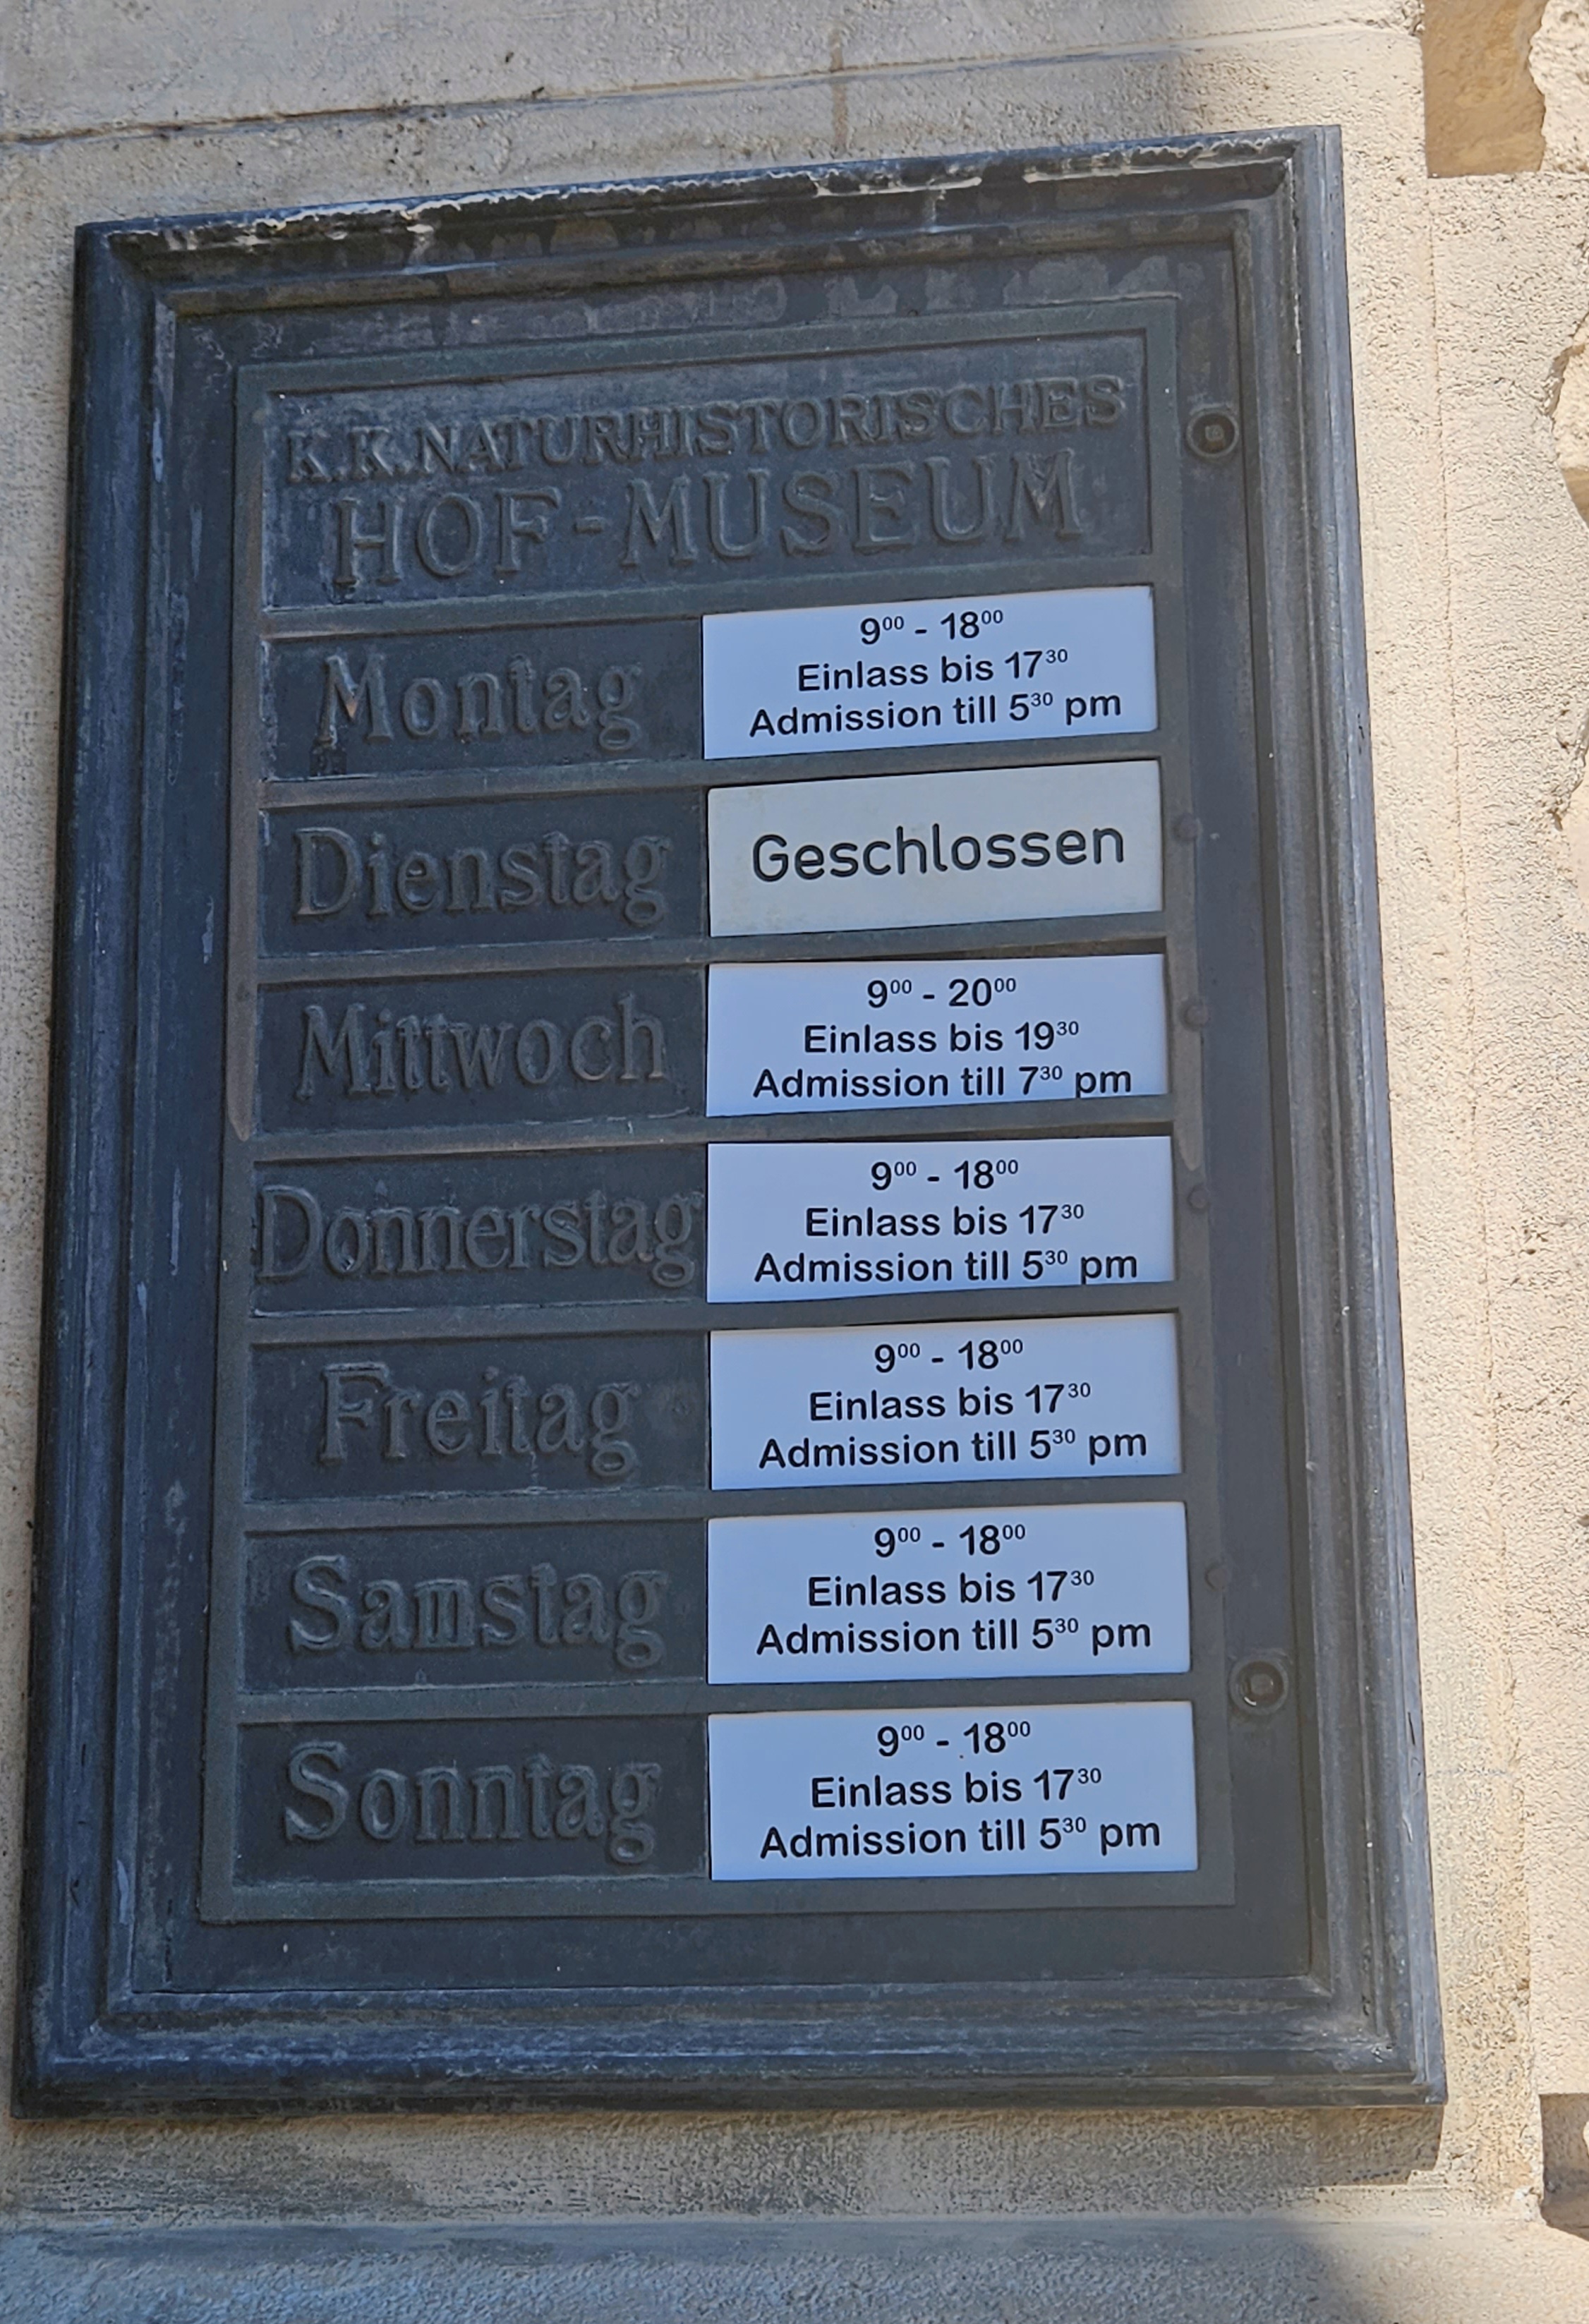 K.K.NATURHISTORISCHES
HOF-MUSEUM
Montag
9⁰⁰ - 18⁰⁰
Einlass bis 17³⁰
Admission till 5³⁰ pm
Dienstag
Geschlossen
Mittwoch
9⁰⁰ - 20⁰⁰
Einlass bis 19³⁰
Admission till 7³⁰ pm
Donnerstag
9⁰⁰ - 18⁰⁰
Einlass bis 17³⁰
Admission till 5³⁰ pm
Freitag
9⁰⁰ - 18⁰⁰
Einlass bis 17³⁰
Admission till 5³⁰ pm
Samstag
9⁰⁰ - 18⁰⁰
Einlass bis 17³⁰
Admission till 5³⁰ pm
Sonntag
9⁰⁰ - 18⁰⁰
Einlass bis 17³⁰
Admission till 5³⁰ pm